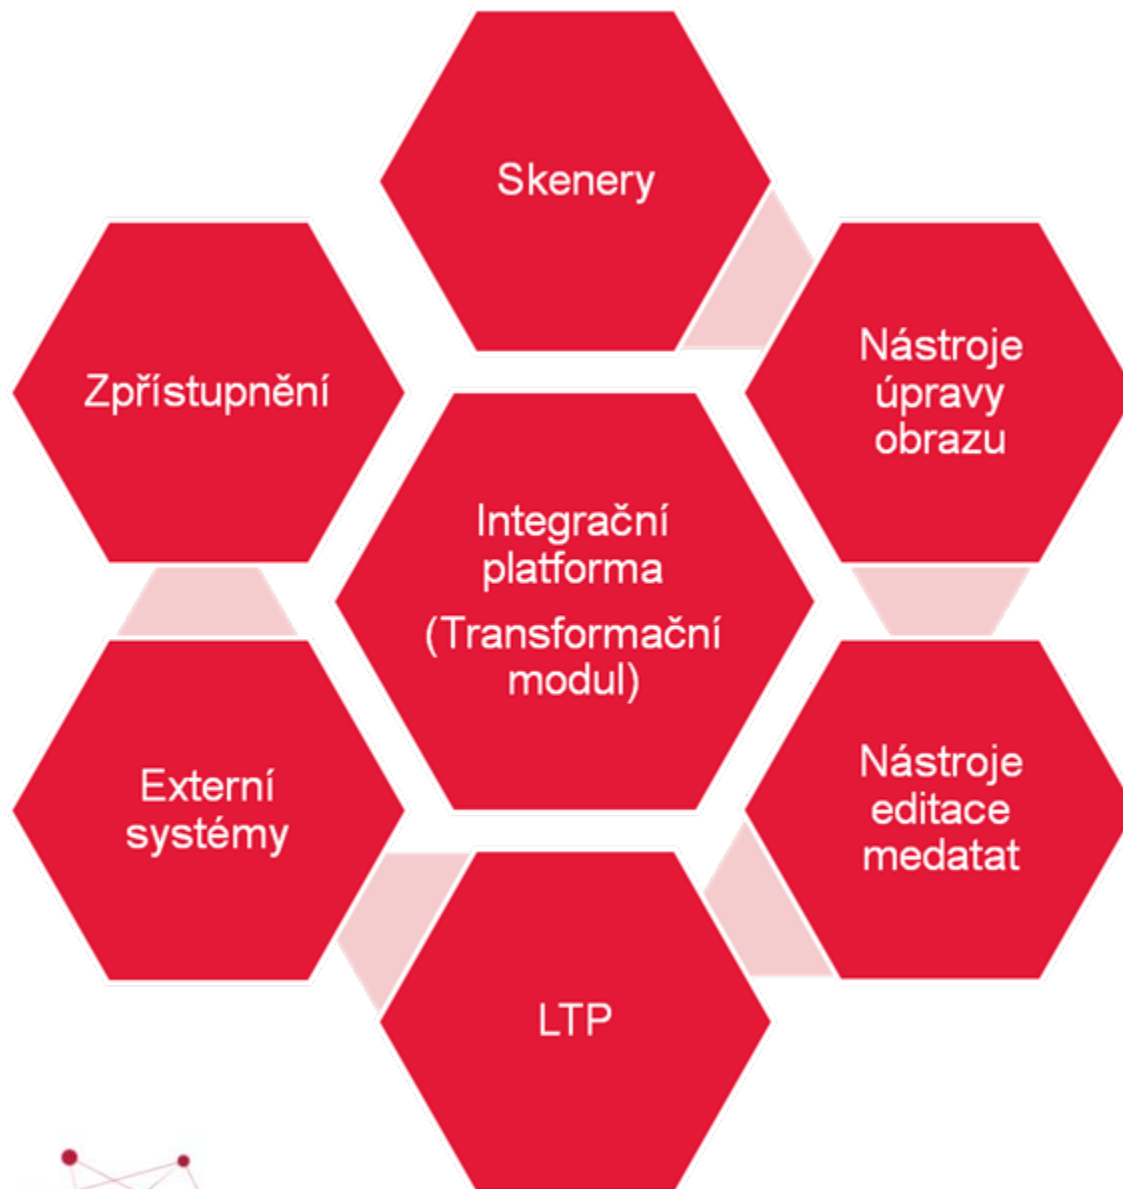 Skenery
Nástroje
úpravy
obrazu
Zpřístupnění
Integrační
platforma
(Transformační
modul)
Nástroje
editace
medatat
Externí
systémy
LTP